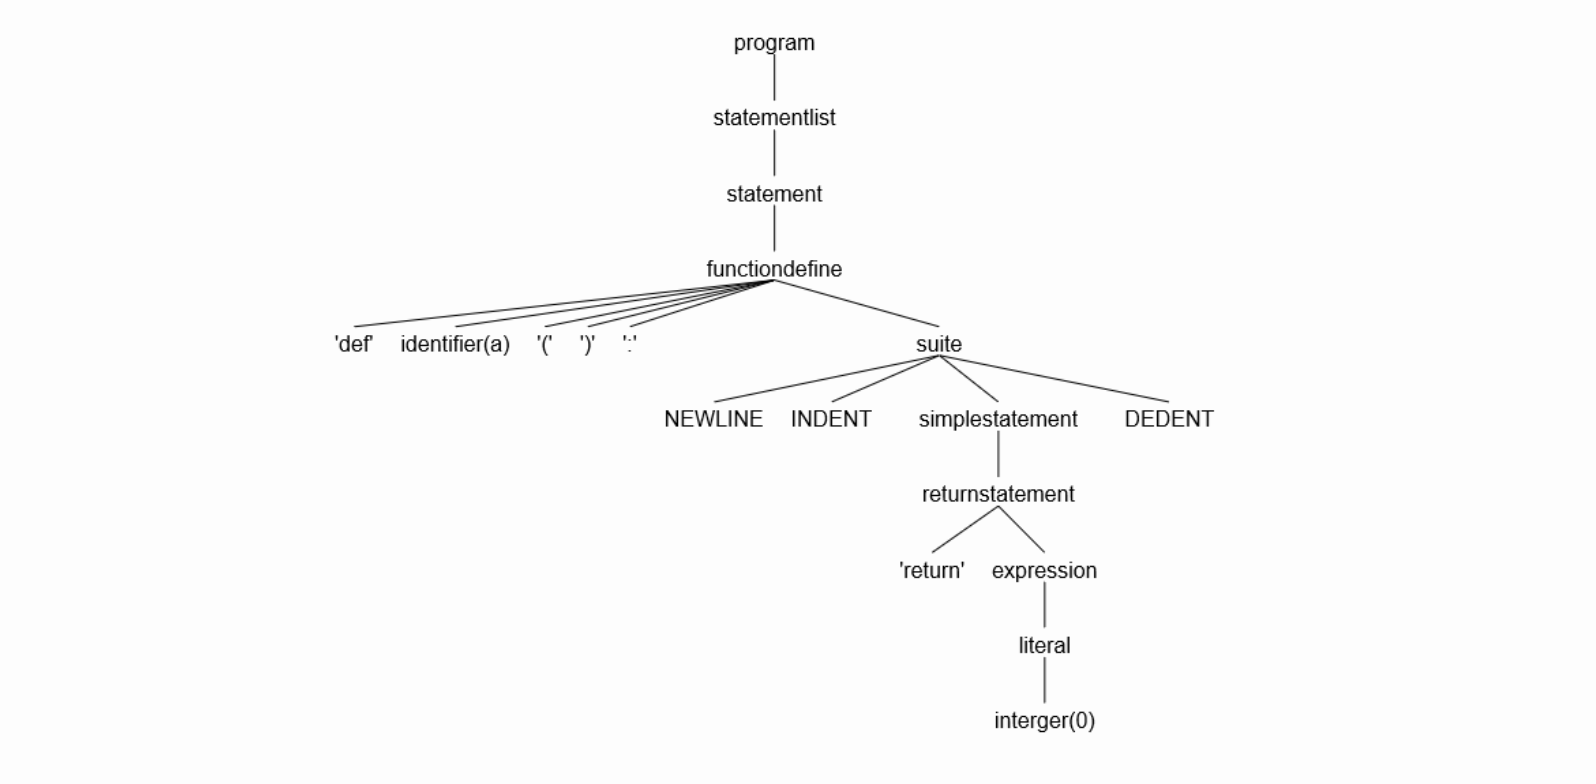 program
statementlist
statement
functiondefine
'def' identifier(a) '(' ')' ':' suite
NEWLINE INDENT simplestatement DEDENT
returnstatement
'return' expression
literal
interger(0)